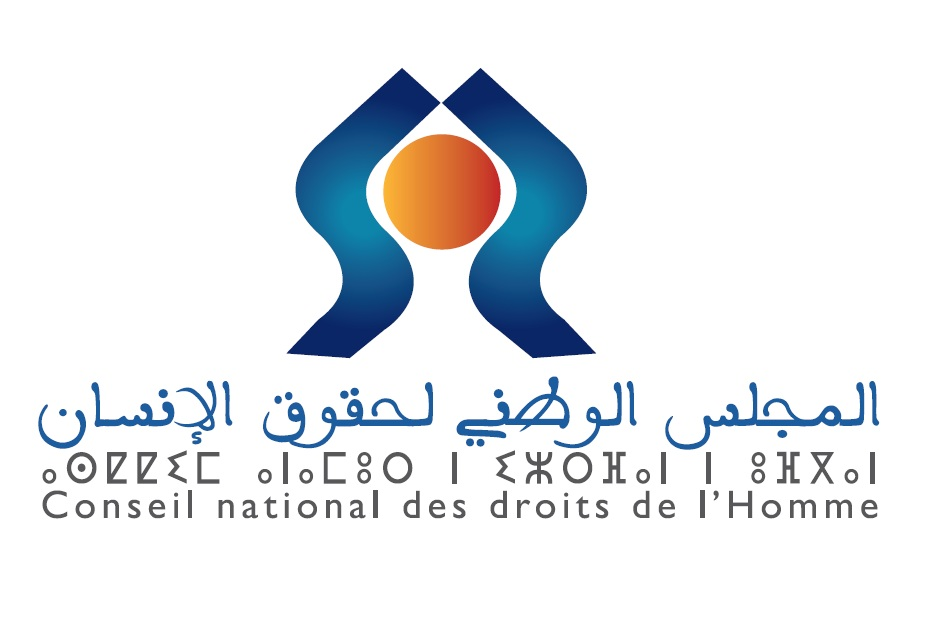 المجلس الوطني لحقوق الإنسان
ⴰⵙⵇⵇⵉⵎ ⴰⵏⴰⵎⵓⵔ ⵏ ⵉⵣⵔⴼⴰⵏ ⵏ ⵓⴼⴳⴰⵏ
Conseil national des droits de l'Homme